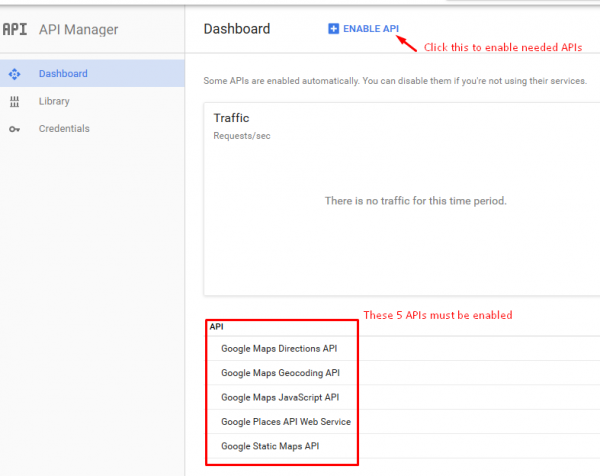 API API Manager
Dashboard ENABLE API
Click this to enable needed APIs
Dashboard
Library
Credentials
Some APIs are enabled automatically. You can disable them if you're not using their services.
Traffic
Requests/sec
There is no traffic for this time period.
These 5 APIs must be enabled
API
Google Maps Directions API
Google Maps Geocoding API
Google Maps JavaScript API
Google Places API Web Service
Google Static Maps API